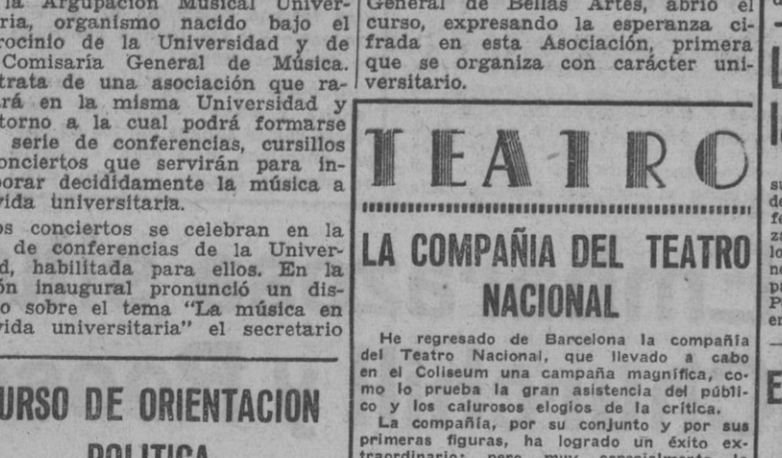 la Argupación Musical Univer-
ria, organismo nacido bajo el
rocinio de la Universidad y de
Comisaría General de Música.
trata de una asociación que ra-
rá en la misma Universidad y
torno a la cual podrá formarse
serie de conferencias, cursillos
onciertos que servirán para in-
porar decididamente la música a
vida universitaria.
os conciertos se celebran en la
de conferencias de la Univer-
d, habilitada para ellos. En la
ón inaugural pronunció un dis-
o sobre el tema "La música en
vida universitaria" el secretario
URSO DE ORIENTACION
POLITICA
General de Bellas Artes, abrió el
curso, expresando la esperanza ci-
frada en esta Asociación, primera
que se organiza con carácter uni-
versitario.
TEATRO
LA COMPAÑIA DEL TEATRO
NACIONAL
He regresado de Barcelona la compañía
del Teatro Nacional, que llevado a cabo
en el Coliseum una campaña magnífica, co-
mo lo prueba la gran asistencia del públi-
co y los calurosos elogios de la crítica.
La compañía, por su conjunto y por sus
primeras figuras, ha logrado un éxito ex-
traordinario; pero muy especialmente la